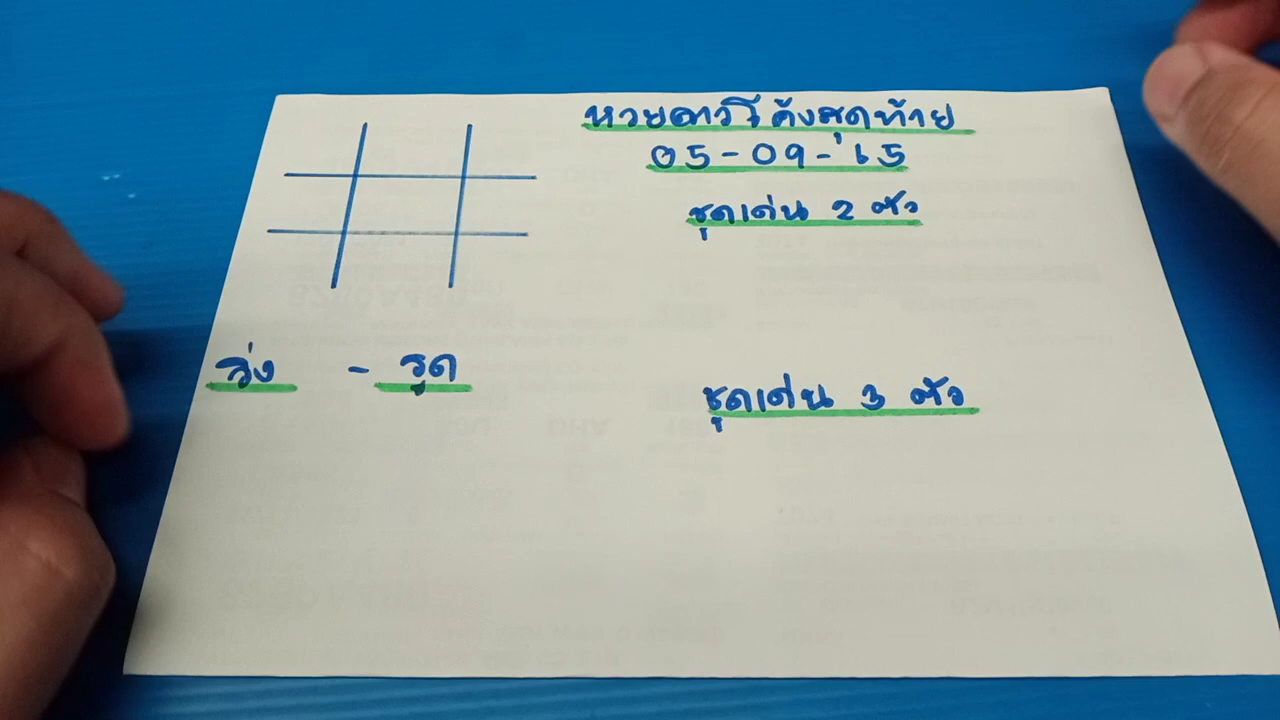 หวยดาวโค้งสุดท้าย
05-09-'65
ชุดเด่น 2 ตัว
วิ่ง - รูด
ชุดเด่น 3 ตัว